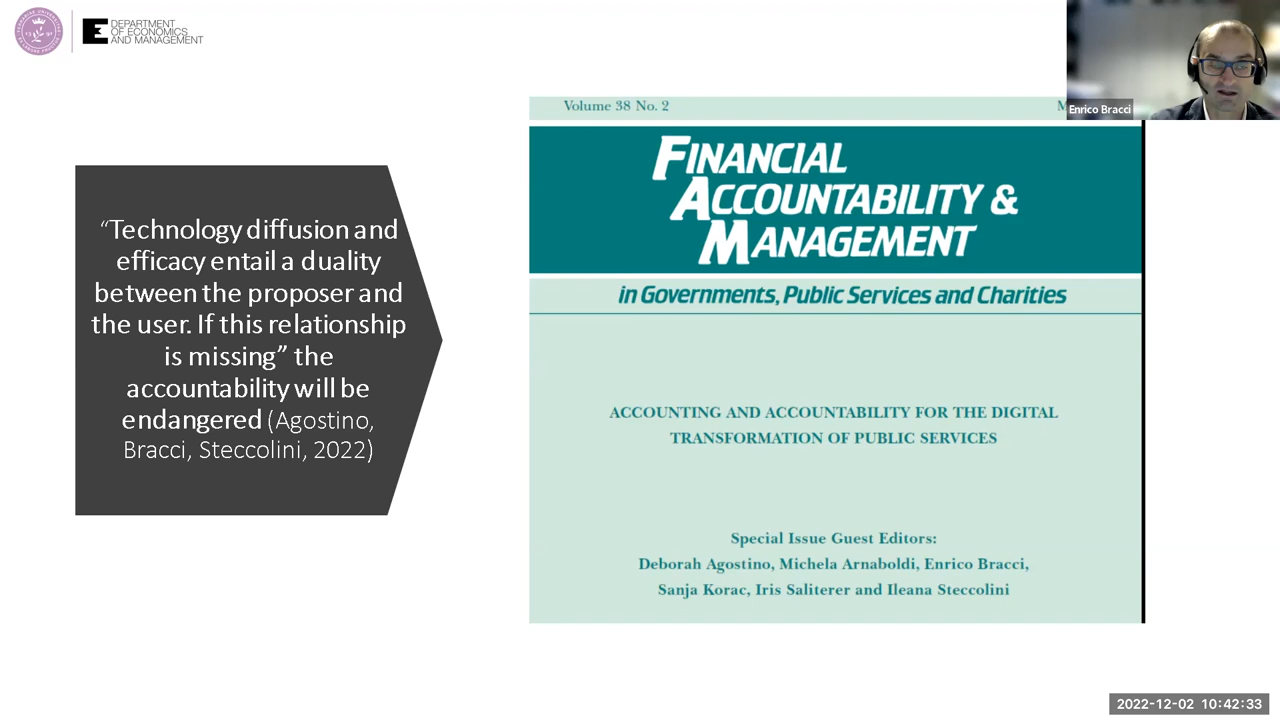 DEPARTMENT
OF ECONOMICS
AND MANAGEMENT
Enrico Bracci
“Technology diffusion and
efficacy entail a duality
between the proposer and
the user. If this relationship
is missing” the
accountability will be
endangered (Agostino,
Bracci, Steccolini, 2022)
Volume 38 No. 2
FINANCIAL
ACCOUNTABILITY &
MANAGEMENT
in Governments, Public Services and Charities
ACCOUNTING AND ACCOUNTABILITY FOR THE DIGITAL
TRANSFORMATION OF PUBLIC SERVICES
Special Issue Guest Editors:
Deborah Agostino, Michela Arnaboldi, Enrico Bracci,
Sanja Korac, Iris Saliterer and Ileana Steccolini
2022-12-02 10:42:33